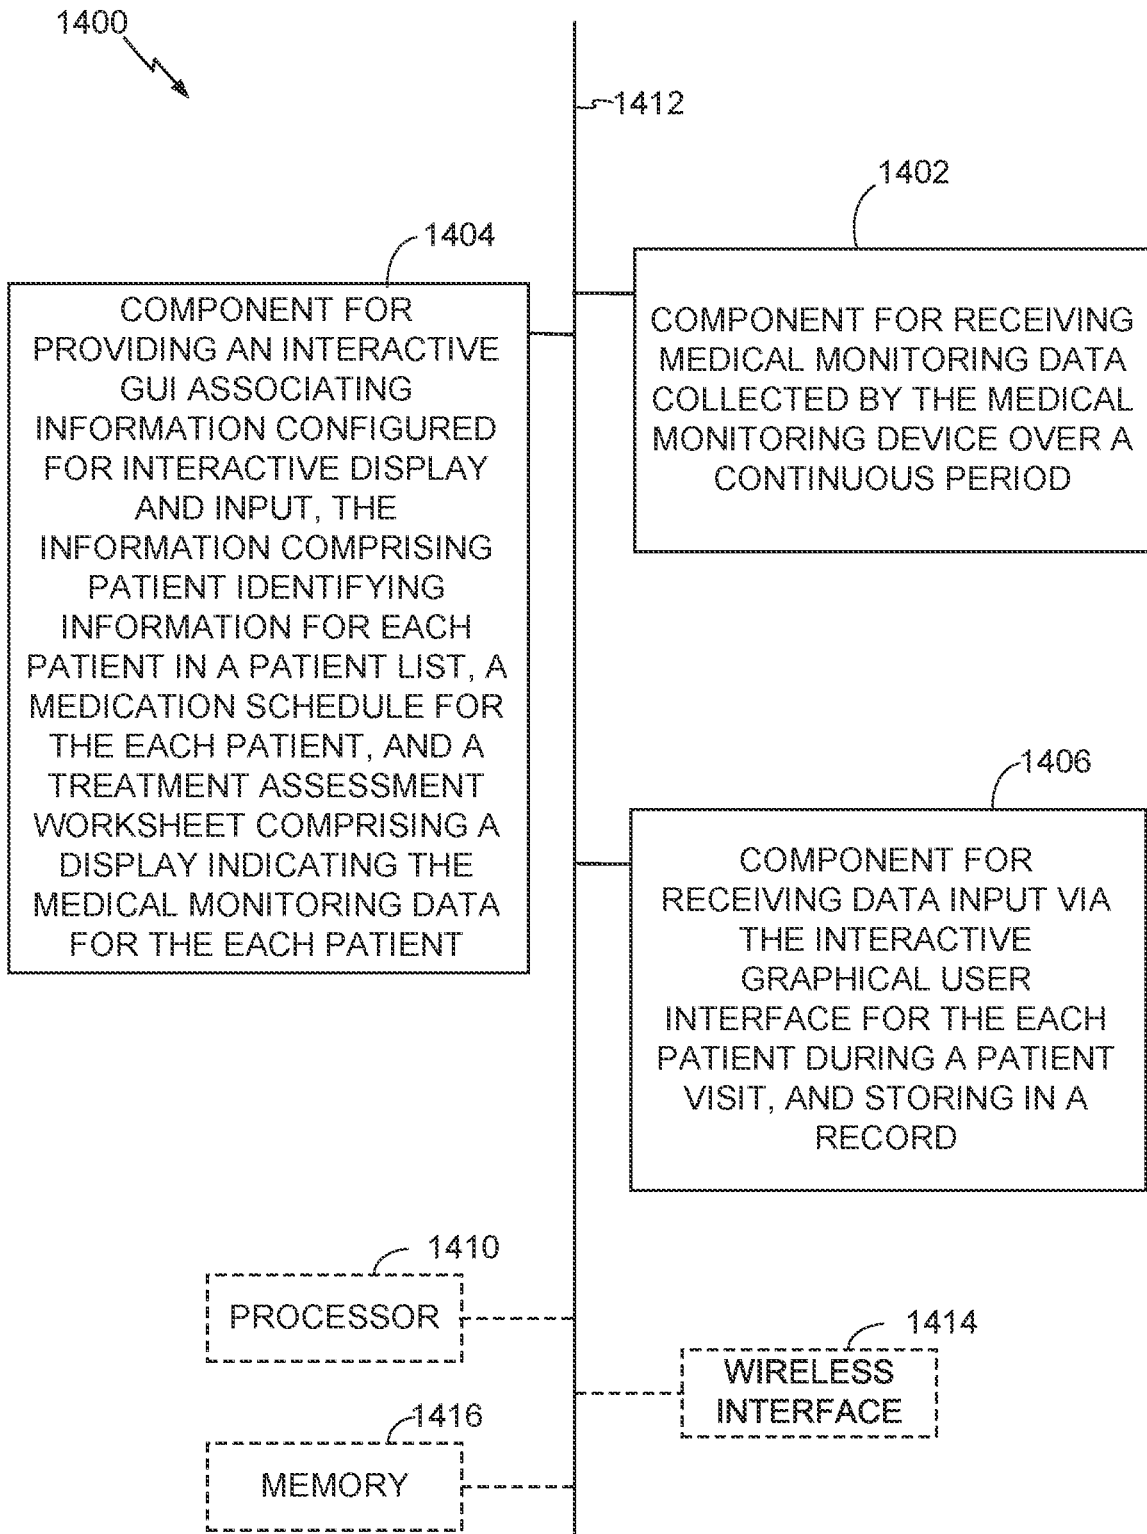 1400
1412
1402
1404
COMPONENT FOR
PROVIDING AN INTERACTIVE
GUI ASSOCIATING
INFORMATION CONFIGURED
FOR INTERACTIVE DISPLAY
AND INPUT, THE
INFORMATION COMPRISING
PATIENT IDENTIFYING
INFORMATION FOR EACH
PATIENT IN A PATIENT LIST, A
MEDICATION SCHEDULE FOR
THE EACH PATIENT, AND A
TREATMENT ASSESSMENT
WORKSHEET COMPRISING A
DISPLAY INDICATING THE
MEDICAL MONITORING DATA
FOR THE EACH PATIENT
COMPONENT FOR RECEIVING
MEDICAL MONITORING DATA
COLLECTED BY THE MEDICAL
MONITORING DEVICE OVER A
CONTINUOUS PERIOD
1406
COMPONENT FOR
RECEIVING DATA INPUT VIA
THE INTERACTIVE
GRAPHICAL USER
INTERFACE FOR THE EACH
PATIENT DURING A PATIENT
VISIT, AND STORING IN A
RECORD
1410
PROCESSOR
1414
WIRELESS
INTERFACE
1416
MEMORY